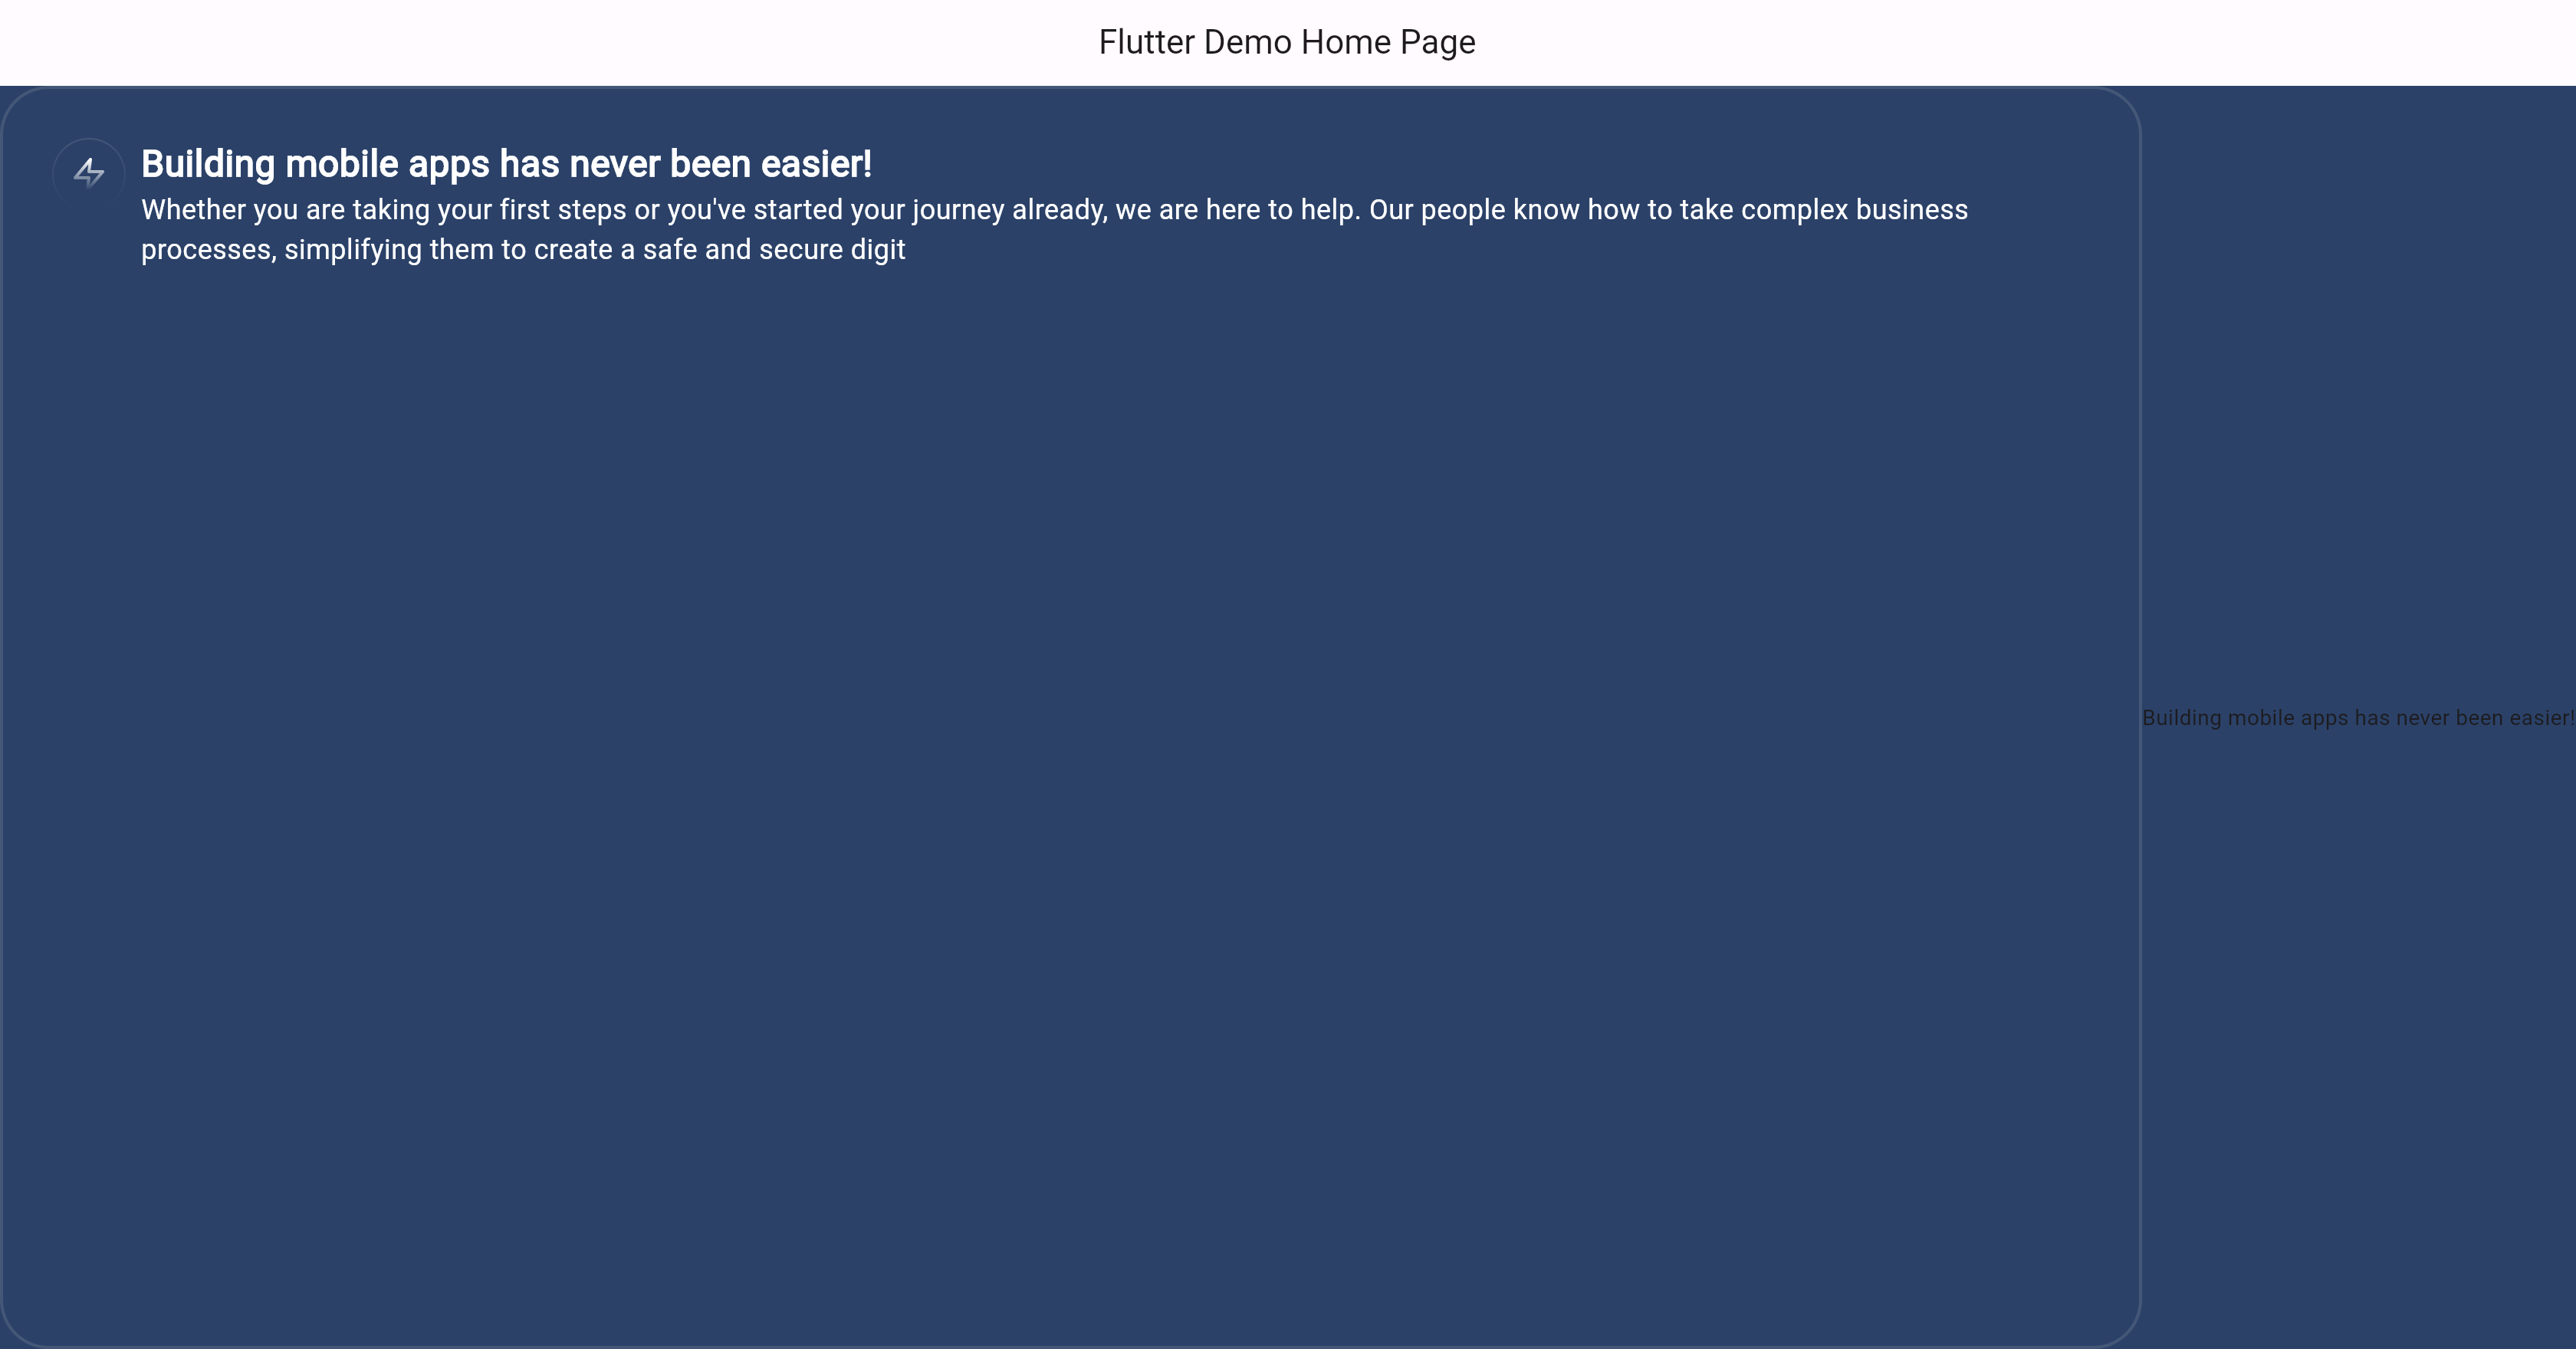 Flutter Demo Home Page
Building mobile apps has never been easier!
Whether you are taking your first steps or you've started your journey already, we are here to help. Our people know how to take complex business
processes, simplifying them to create a safe and secure digit
Building mobile apps has never been easier!